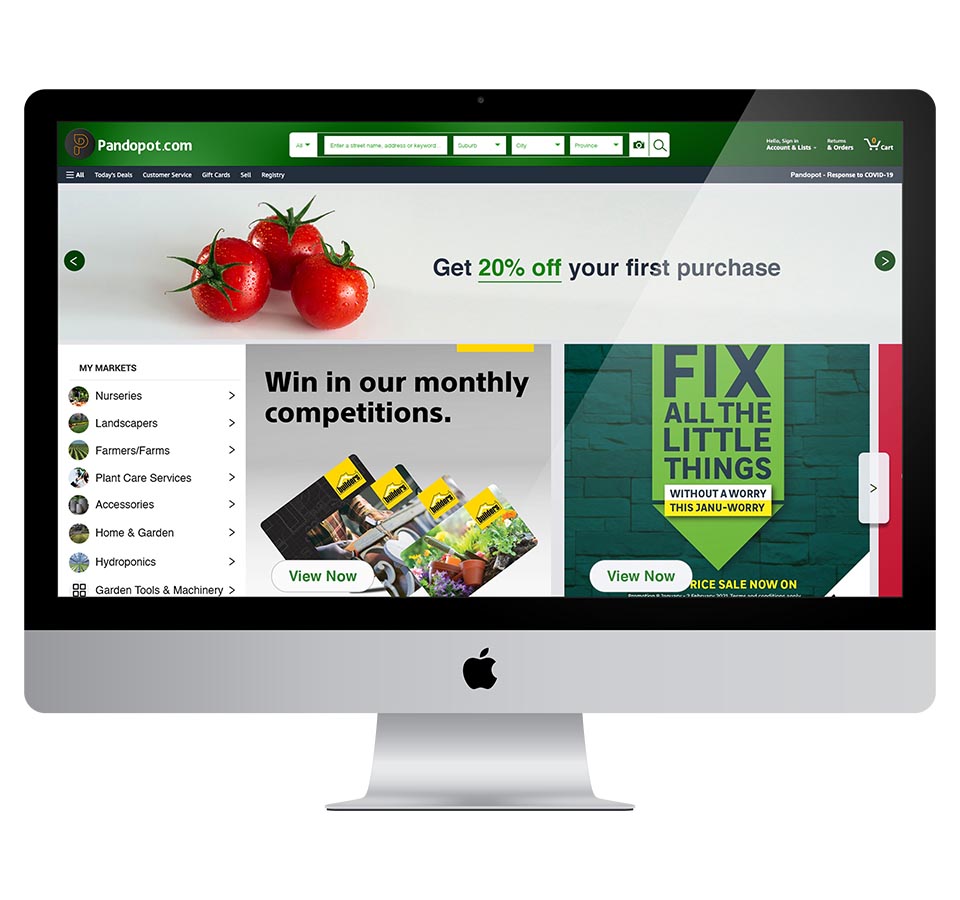 Pandopot.com
All
Enter a street name, address or keyword...
Suburb
City
Province
Hello, Sign in
Account & Lists
Returns
& Orders
0
Cart
All
Today's Deals
Customer Service
Gift Cards
Sell
Registry
Pandopot - Response to COVID-19
Get 20% off your first purchase
MY MARKETS
Nurseries
Landscapers
Farmers/Farms
Plant Care Services
Accessories
Home & Garden
Hydroponics
Garden Tools & Machinery
Win in our monthly
competitions.
builders
builders
builders
builders
View Now
FIX
ALL THE
LITTLE
THINGS
WITHOUT A WORRY
THIS JANU-WORRY
View Now
RICE SALE NOW ON
Promotion 8 January - 2 February 2021. Terms and conditions apply